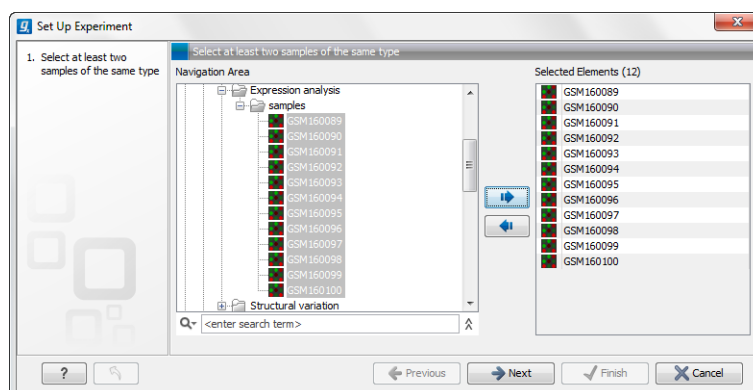 Set Up Experiment
1. Select at least two
samples of the same type
Select at least two samples of the same type
Navigation Area
Expression analysis
samples
GSM160089
GSM160090
GSM160091
GSM160092
GSM160093
GSM160094
GSM160095
GSM160096
GSM160097
GSM160098
GSM160099
GSM160100
Structural variation
<enter search term>
Selected Elements (12)
GSM160089
GSM160090
GSM160091
GSM160092
GSM160093
GSM160094
GSM160095
GSM160096
GSM160097
GSM160098
GSM160099
GSM160100
? Previous Next Finish Cancel